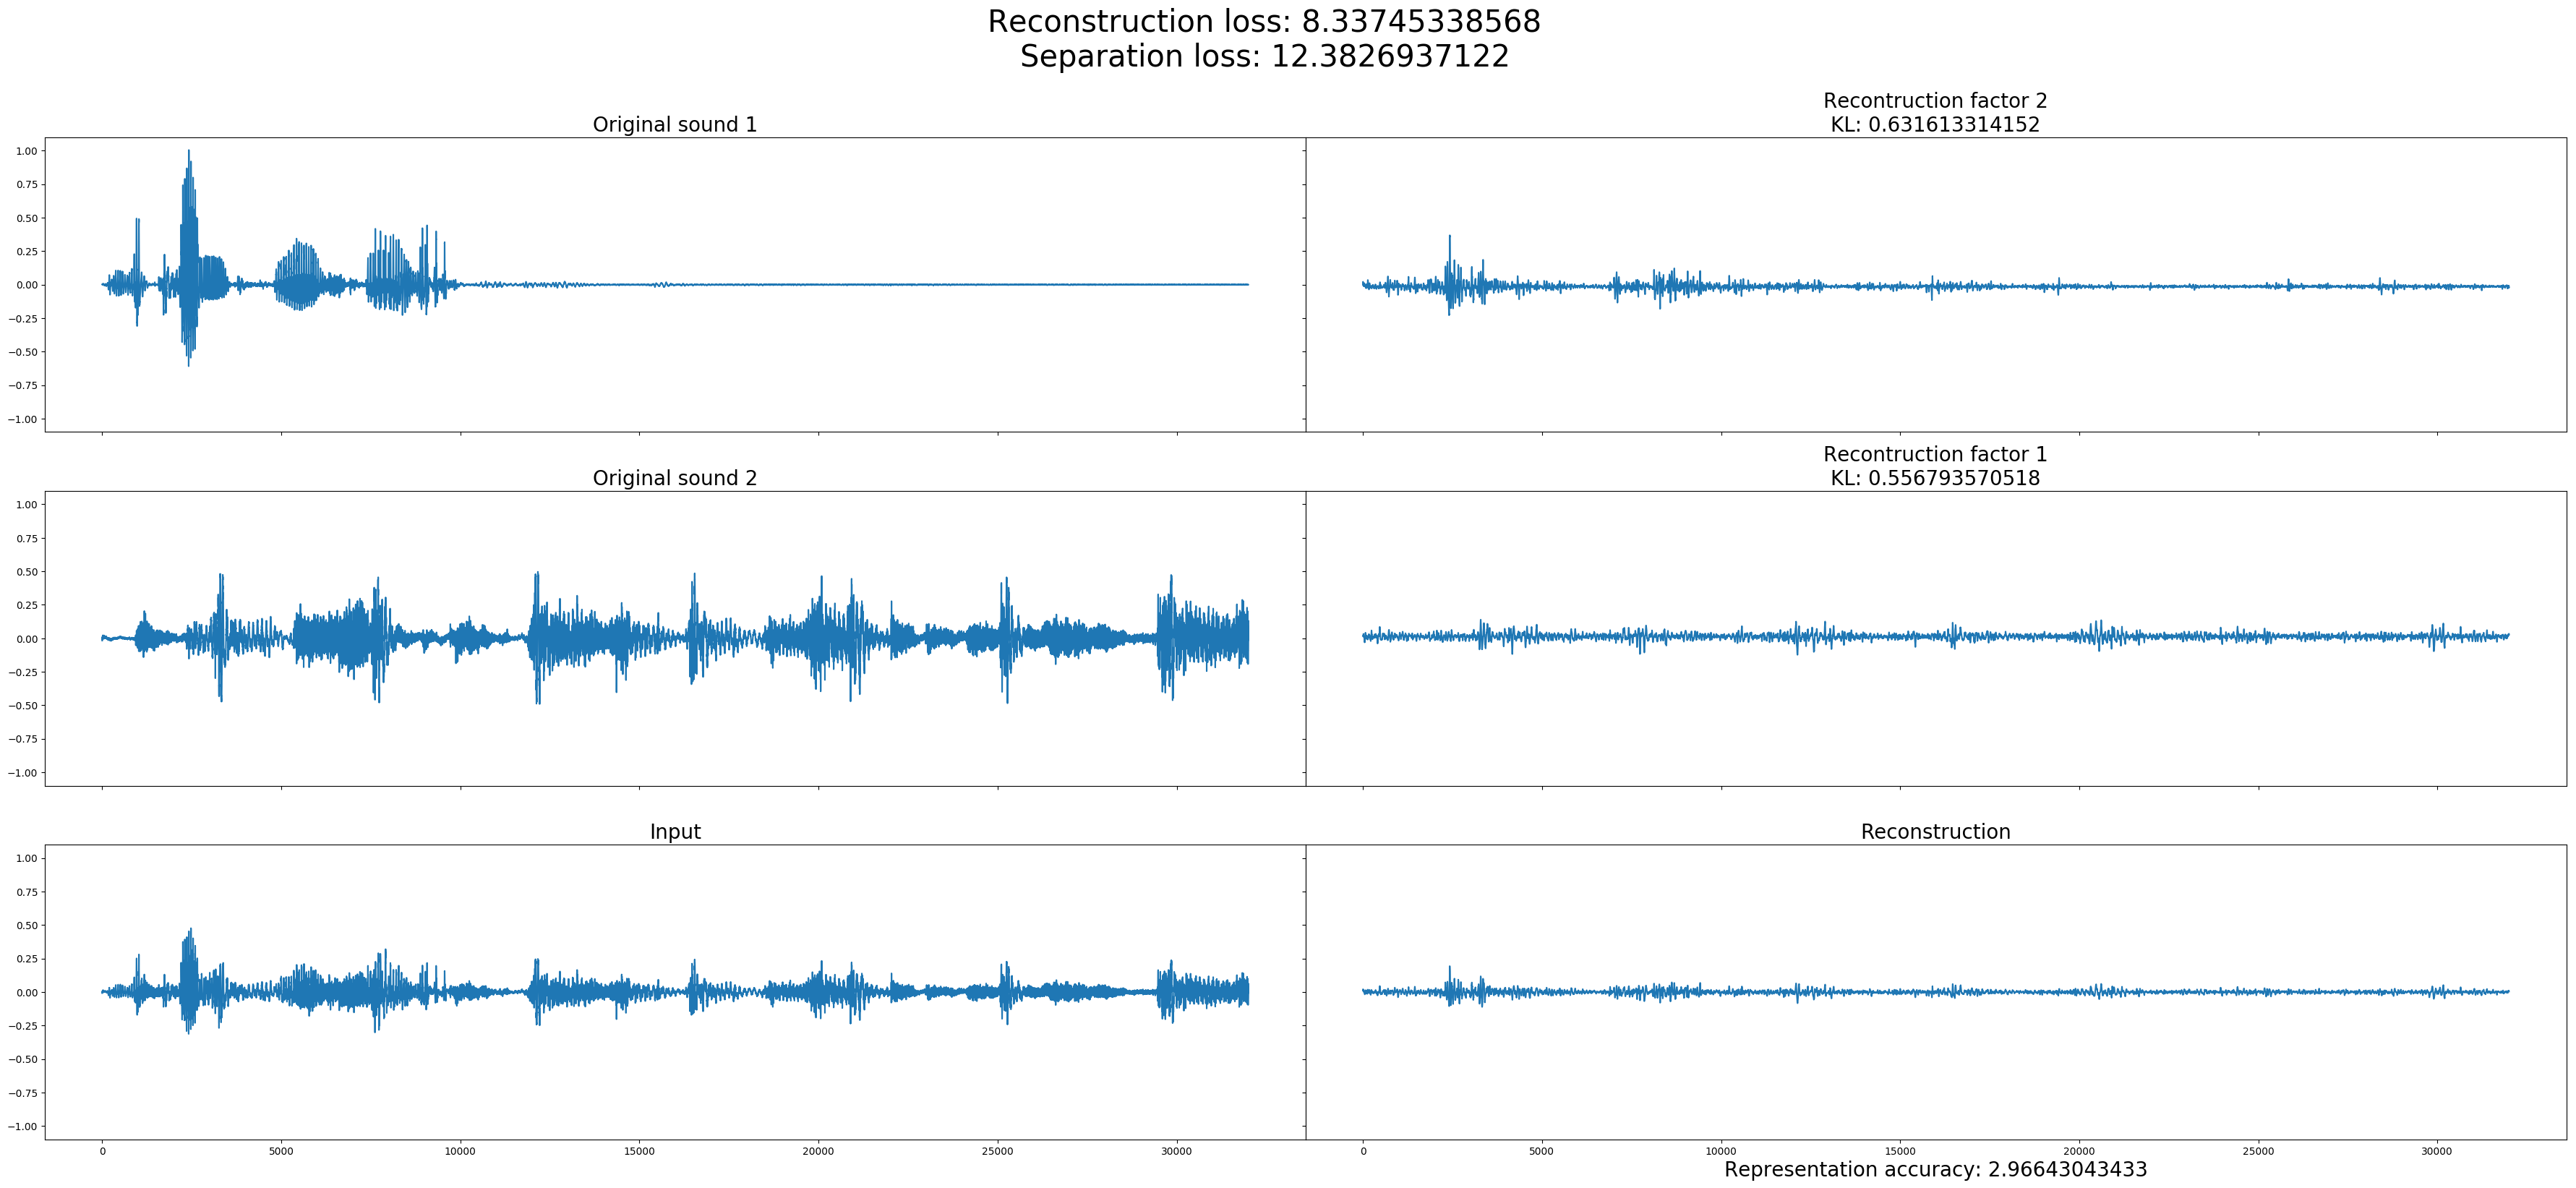 Reconstruction loss: 8.33745338568
Separation loss: 12.3826937122
Original sound 1
Recontruction factor 2
KL: 0.631613314152
1.00
0.75
0.50
0.25
0.00
−0.25
−0.50
−0.75
−1.00
Original sound 2
Recontruction factor 1
KL: 0.556793570518
1.00
0.75
0.50
0.25
0.00
−0.25
−0.50
−0.75
−1.00
Input
Reconstruction
1.00
0.75
0.50
0.25
0.00
−0.25
−0.50
−0.75
−1.00
0 5000 10000 15000 20000 25000 30000
0 5000 10000 15000 20000 25000 30000
Representation accuracy: 2.96643043433